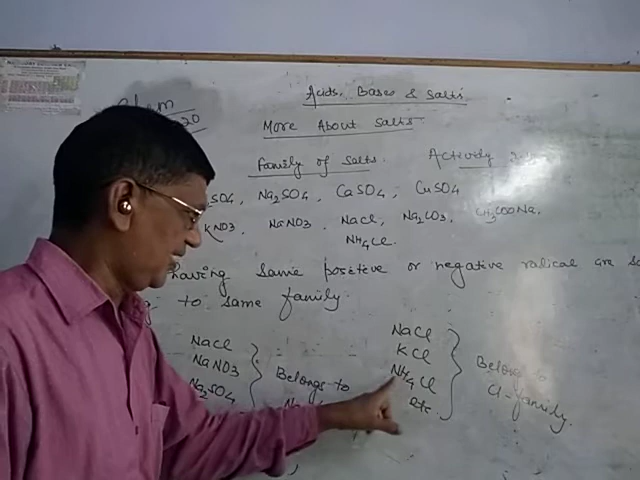 Chem
Acids, Bases & Salts
More About Salts
Family of Salts. Activity
SO4, Na2SO4, CaSO4, CuSO4
KNO3 NaNO3. NaCl, Na2CO3. CH3COONa.
NH4Cl.
having same positive or negative radical are
to same family.
NaCl
NaNO3
Na2SO4
Belongs to
NaCl
KCl
NH4Cl
etc.
Belongs to
Cl-family.